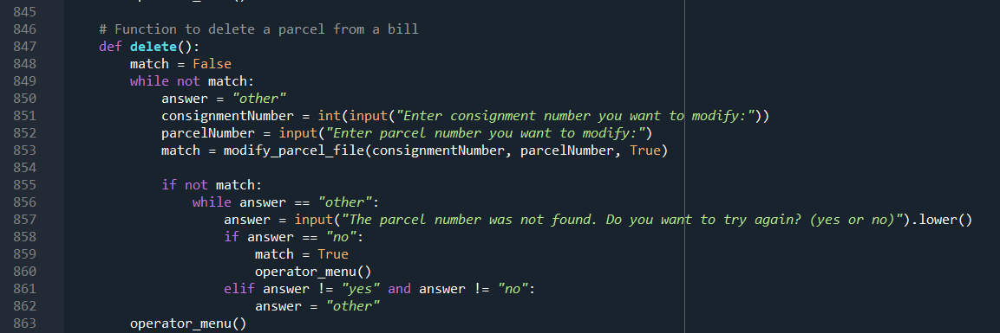 845
846 # Function to delete a parcel from a bill
847 def delete():
848 match = False
849 while not match:
850 answer = "other"
851 consignmentNumber = int(input("Enter consignment number you want to modify:"))
852 parcelNumber = input("Enter parcel number you want to modify:")
853 match = modify_parcel_file(consignmentNumber, parcelNumber, True)
854
855 if not match:
856 while answer == "other":
857 answer = input("The parcel number was not found. Do you want to try again? (yes or no)").lower()
858 if answer == "no":
859 match = True
860 operator_menu()
861 elif answer != "yes" and answer != "no":
862 answer = "other"
863 operator_menu()